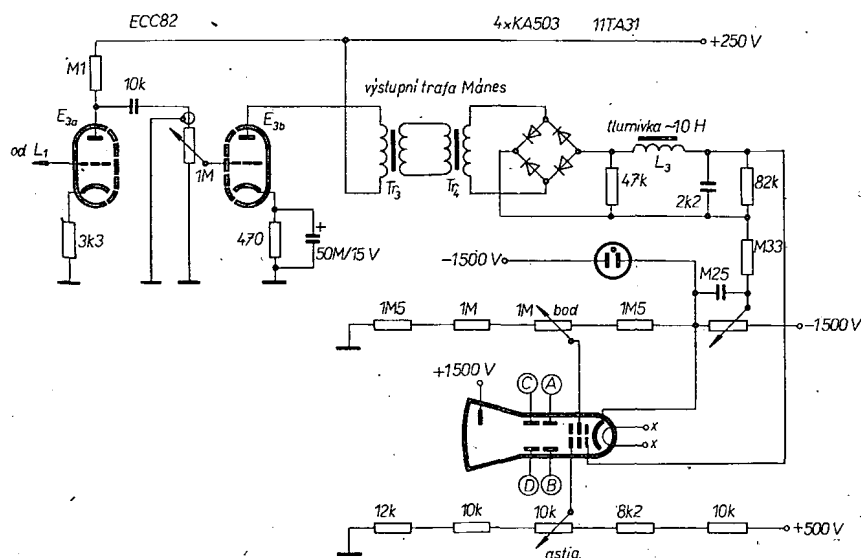 ECC82
4xKA503
11TA31
+250 V
M1
10k
výstupní trafa Mánes
E3a
E3b
tlumivka ~10 H
od L1
1M
Tr3
Tr4
47k
L3
2k2
82k
3k3
470
+
50M/15 V
-1500 V
M33
M25
1M5
1M
1M
bod
1M5
-1500 V
+1500 V
C
A
x
x
D
B
12k
10k
10k
8k2
10k
+500 V
astig.